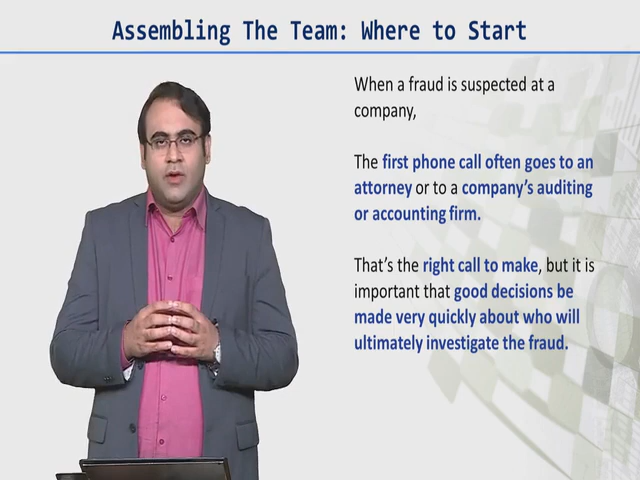 Assembling The Team: Where to Start
When a fraud is suspected at a
company,
The first phone call often goes to an
attorney or to a company's auditing
or accounting firm.
That's the right call to make, but it is
important that good decisions be
made very quickly about who will
ultimately investigate the fraud.